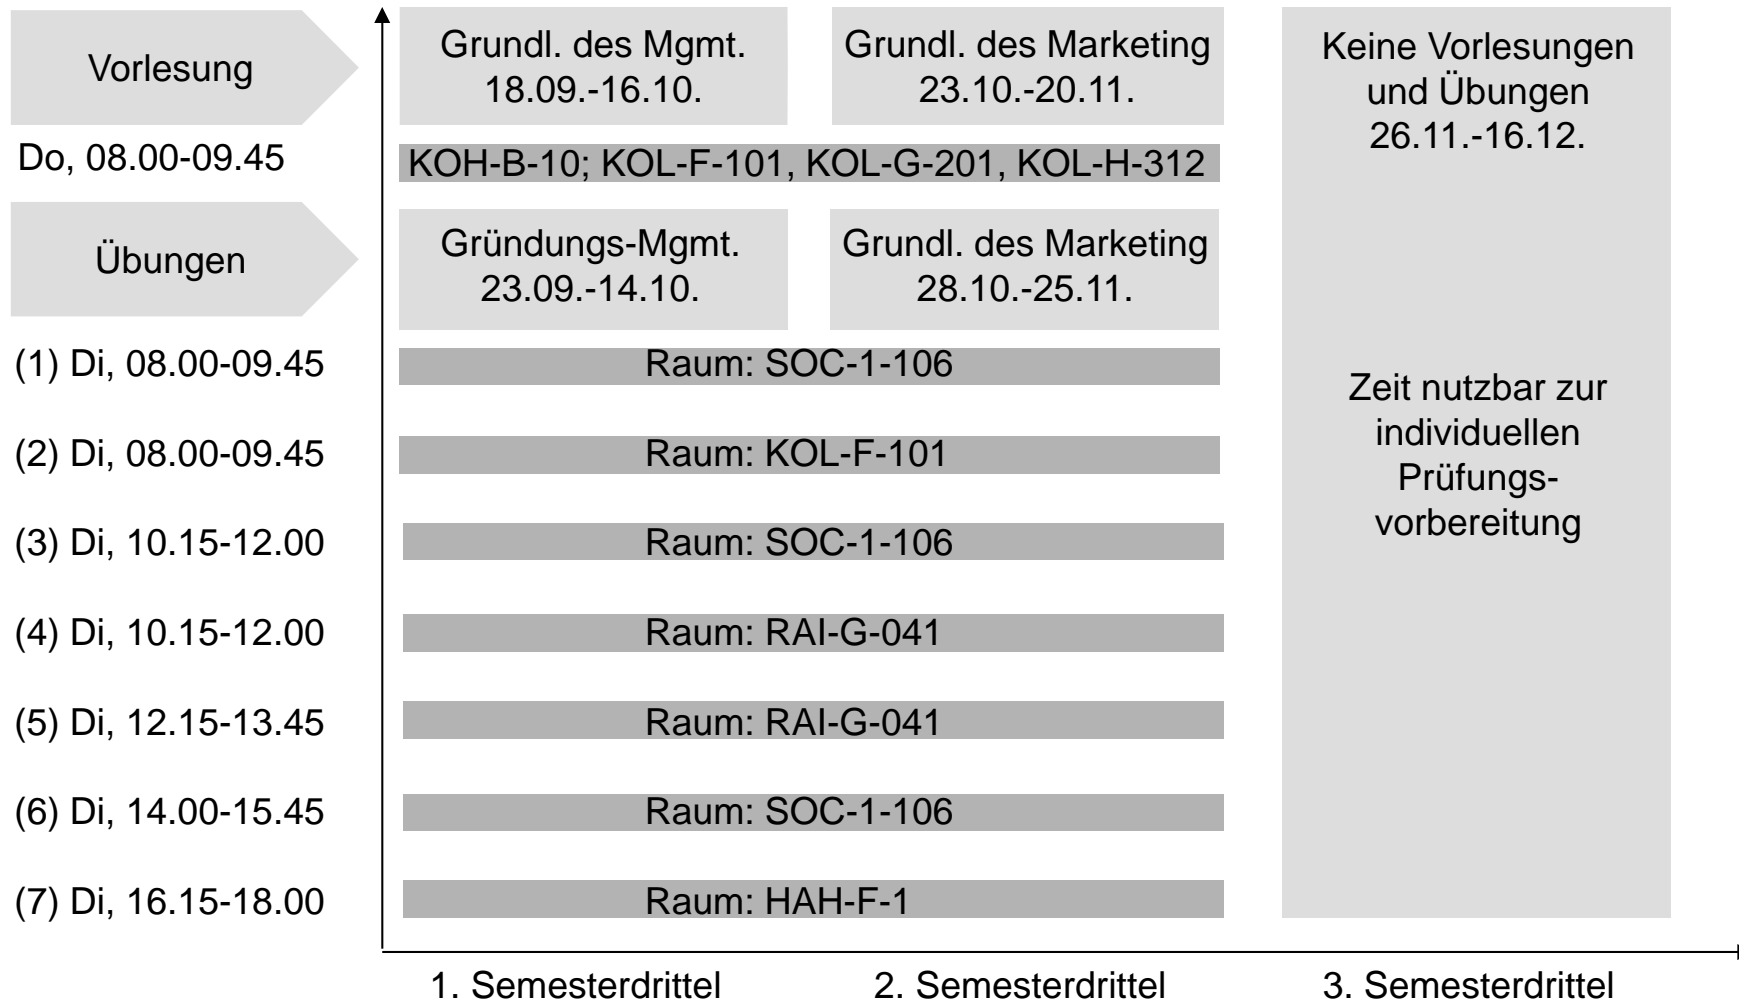 Vorlesung
Grundl. des Mgmt.
18.09.-16.10.
Grundl. des Marketing
23.10.-20.11.
Keine Vorlesungen
und Übungen
26.11.-16.12.
Do, 08.00-09.45
KOH-B-10; KOL-F-101, KOL-G-201, KOL-H-312
Übungen
Gründungs-Mgmt.
23.09.-14.10.
Grundl. des Marketing
28.10.-25.11.
(1) Di, 08.00-09.45
Raum: SOC-1-106
(2) Di, 08.00-09.45
Raum: KOL-F-101
(3) Di, 10.15-12.00
Raum: SOC-1-106
(4) Di, 10.15-12.00
Raum: RAI-G-041
(5) Di, 12.15-13.45
Raum: RAI-G-041
(6) Di, 14.00-15.45
Raum: SOC-1-106
(7) Di, 16.15-18.00
Raum: HAH-F-1
Zeit nutzbar zur
individuellen
Prüfungs-
vorbereitung
1. Semesterdrittel
2. Semesterdrittel
3. Semesterdrittel